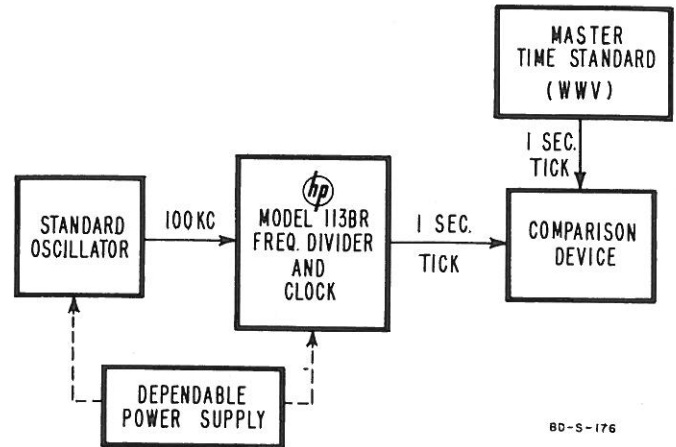 MASTER
TIME STANDARD
(WWV)
1 SEC.
TICK
STANDARD
OSCILLATOR
100KC
hp
MODEL 113BR
FREQ. DIVIDER
AND
CLOCK
1 SEC.
TICK
COMPARISON
DEVICE
DEPENDABLE
POWER SUPPLY
BD-S-176